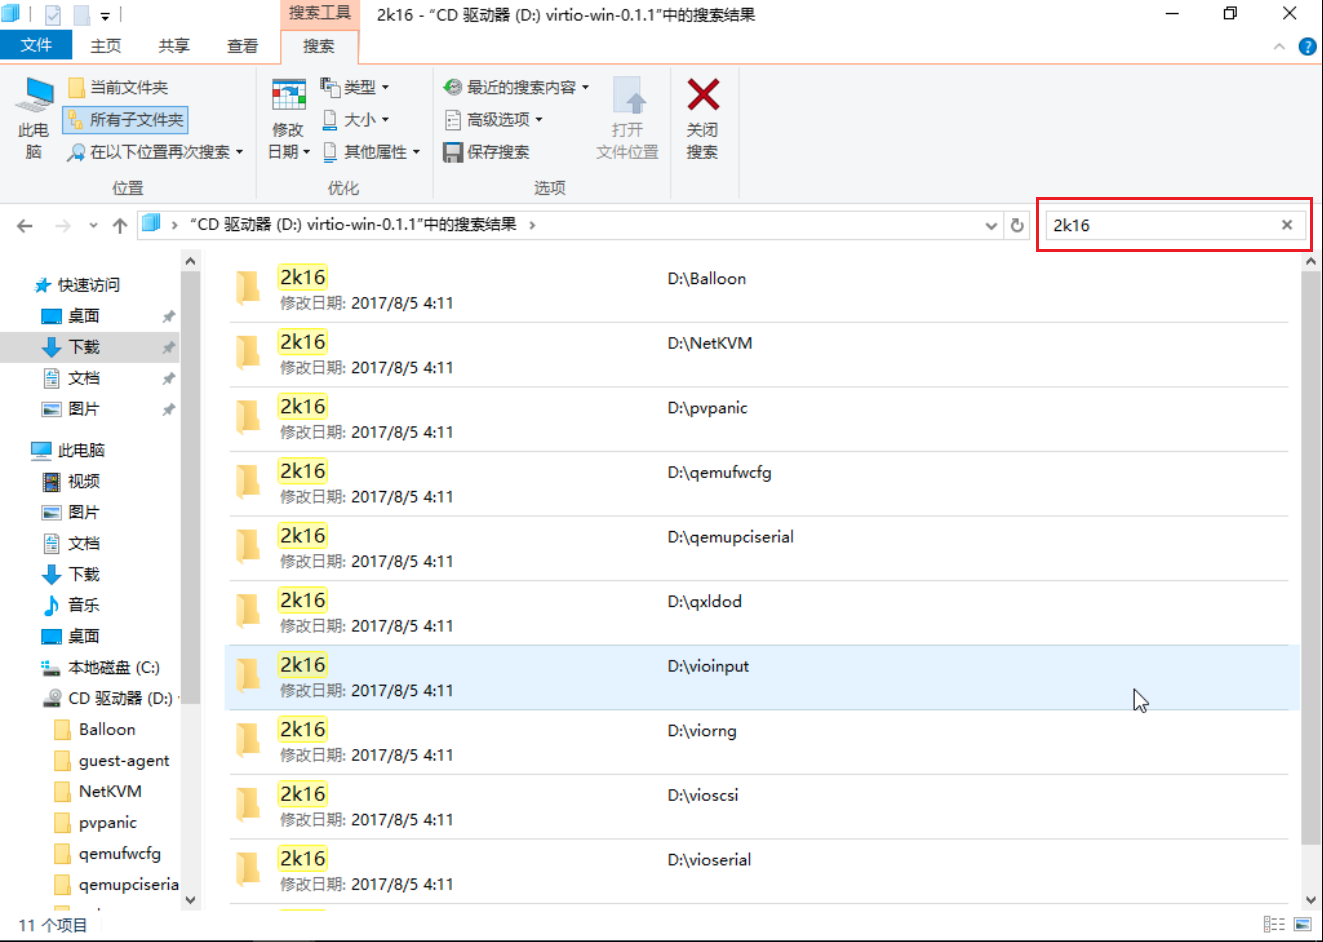 搜索工具
2k16 - “CD 驱动器 (D:) virtio-win-0.1.1”中的搜索结果
文件
主页
共享
查看
搜索
此电脑
当前文件夹
所有子文件夹
在以下位置再次搜索
位置
修改日期
类型
大小
其他属性
优化
最近的搜索内容
高级选项
保存搜索
打开文件位置
选项
关闭搜索
“CD 驱动器 (D:) virtio-win-0.1.1”中的搜索结果
2k16
快速访问
桌面
下载
文档
图片
此电脑
视频
图片
文档
下载
音乐
桌面
本地磁盘 (C:)
CD 驱动器 (D:)
Balloon
guest-agent
NetKVM
pvpanic
qemufwcfg
qemupciseria
2k16 D:\Balloon
修改日期: 2017/8/5 4:11
2k16 D:\NetKVM
修改日期: 2017/8/5 4:11
2k16 D:\pvpanic
修改日期: 2017/8/5 4:11
2k16 D:\qemufwcfg
修改日期: 2017/8/5 4:11
2k16 D:\qemupciserial
修改日期: 2017/8/5 4:11
2k16 D:\qxldod
修改日期: 2017/8/5 4:11
2k16 D:\vioinput
修改日期: 2017/8/5 4:11
2k16 D:\viorng
修改日期: 2017/8/5 4:11
2k16 D:\vioscsi
修改日期: 2017/8/5 4:11
2k16 D:\vioserial
修改日期: 2017/8/5 4:11
11 个项目